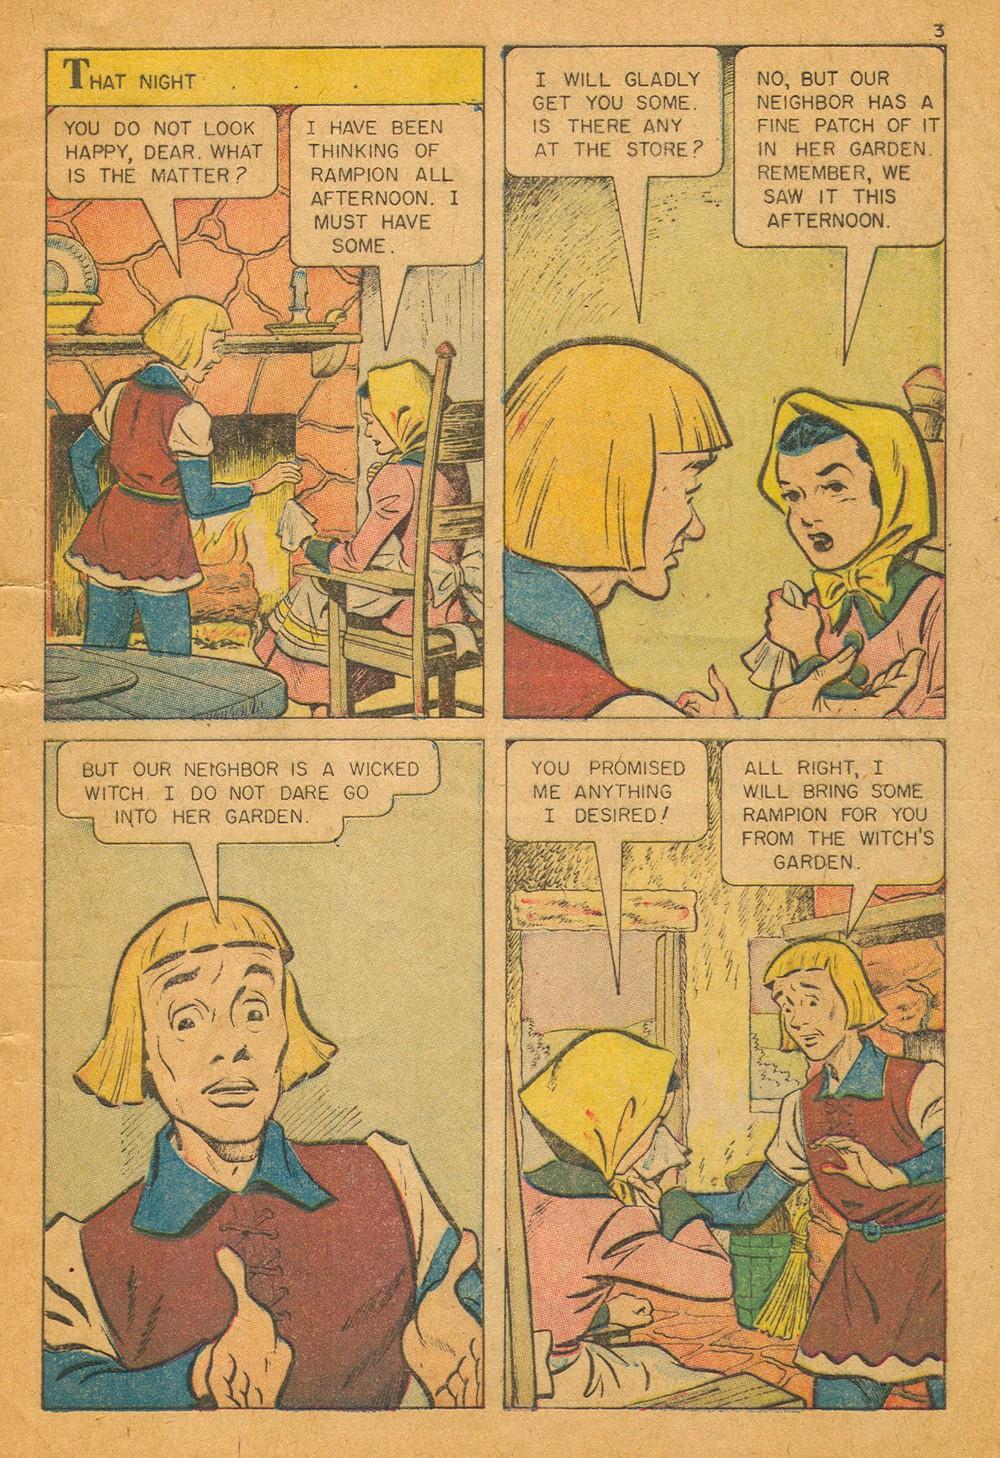 3
THAT NIGHT . . .
YOU DO NOT LOOK
HAPPY, DEAR. WHAT
IS THE MATTER?
I HAVE BEEN
THINKING OF
RAMPION ALL
AFTERNOON. I
MUST HAVE
SOME.
I WILL GLADLY
GET YOU SOME.
IS THERE ANY
AT THE STORE?
NO, BUT OUR
NEIGHBOR HAS A
FINE PATCH OF IT
IN HER GARDEN.
REMEMBER, WE
SAW IT THIS
AFTERNOON.
BUT OUR NEIGHBOR IS A WICKED
WITCH. I DO NOT DARE GO
INTO HER GARDEN.
YOU PROMISED
ME ANYTHING
I DESIRED!
ALL RIGHT, I
WILL BRING SOME
RAMPION FOR YOU
FROM THE WITCH'S
GARDEN.